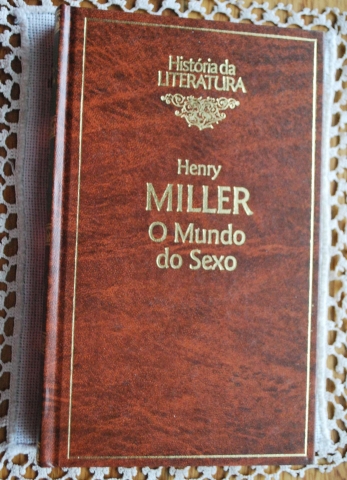 História da
LITERATURA
Henry
MILLER
O Mundo
do Sexo